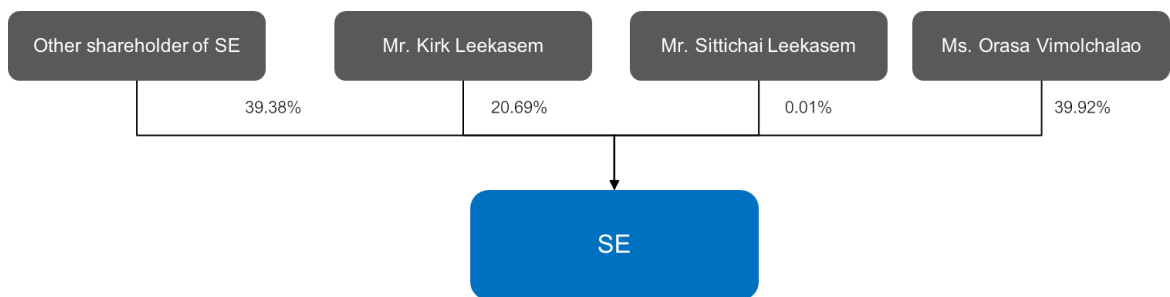 Other shareholder of SE
Mr. Kirk Leekasem
Mr. Sittichai Leekasem
Ms. Orasa Vimolchalao
39.38%
20.69%
0.01%
39.92%
SE